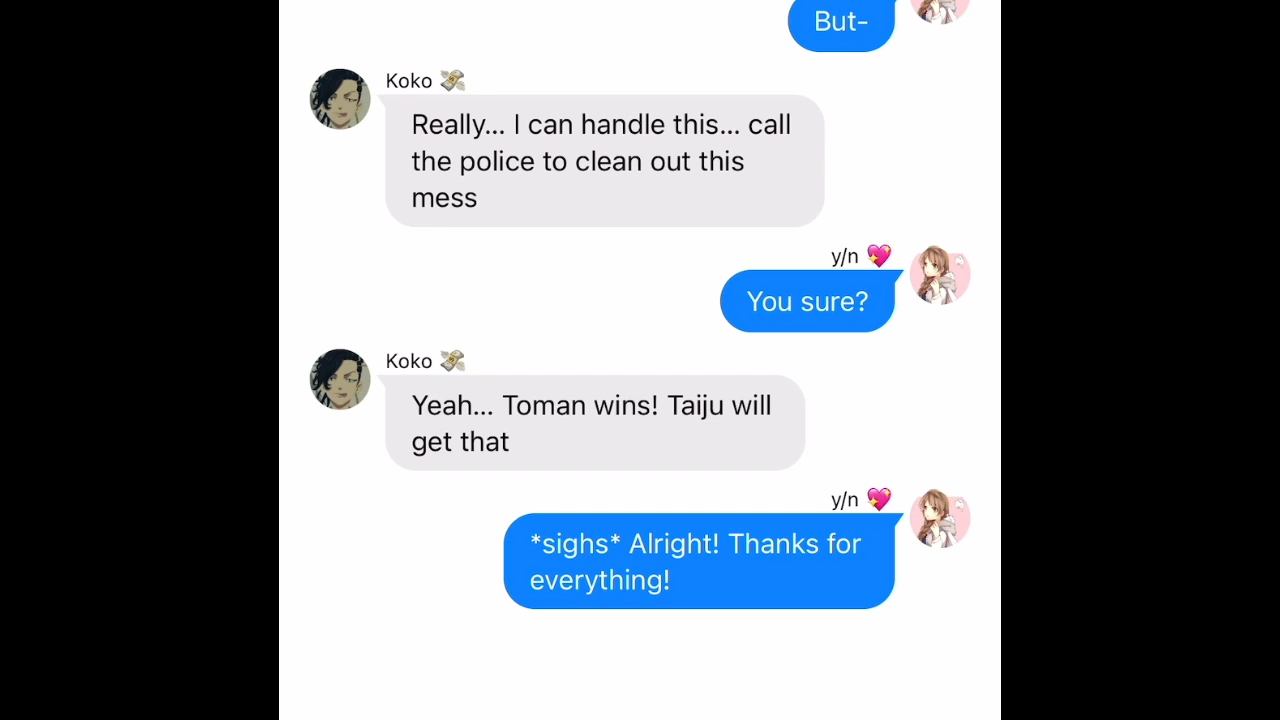 But-
Koko 💸
Really... I can handle this... call
the police to clean out this
mess
y/n 💖
You sure?
Koko 💸
Yeah... Toman wins! Taiju will
get that
y/n 💖
*sighs* Alright! Thanks for
everything!